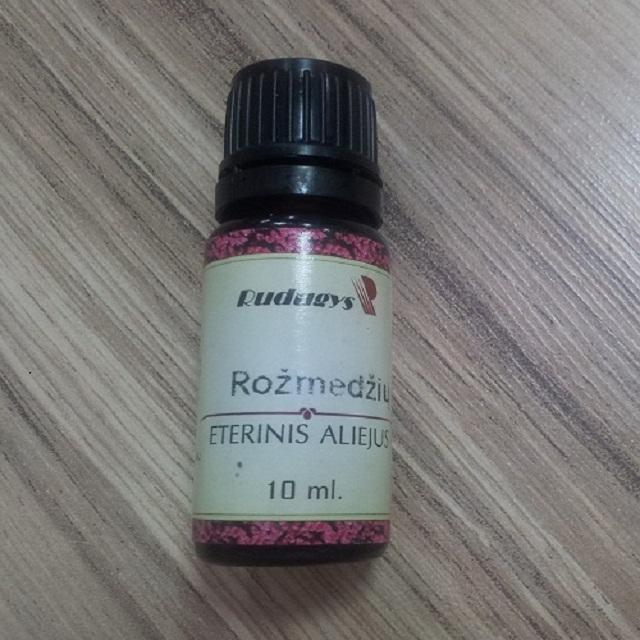 Rudagys
Rožmedžiu
ETERINIS ALIEJUS
10 ml.